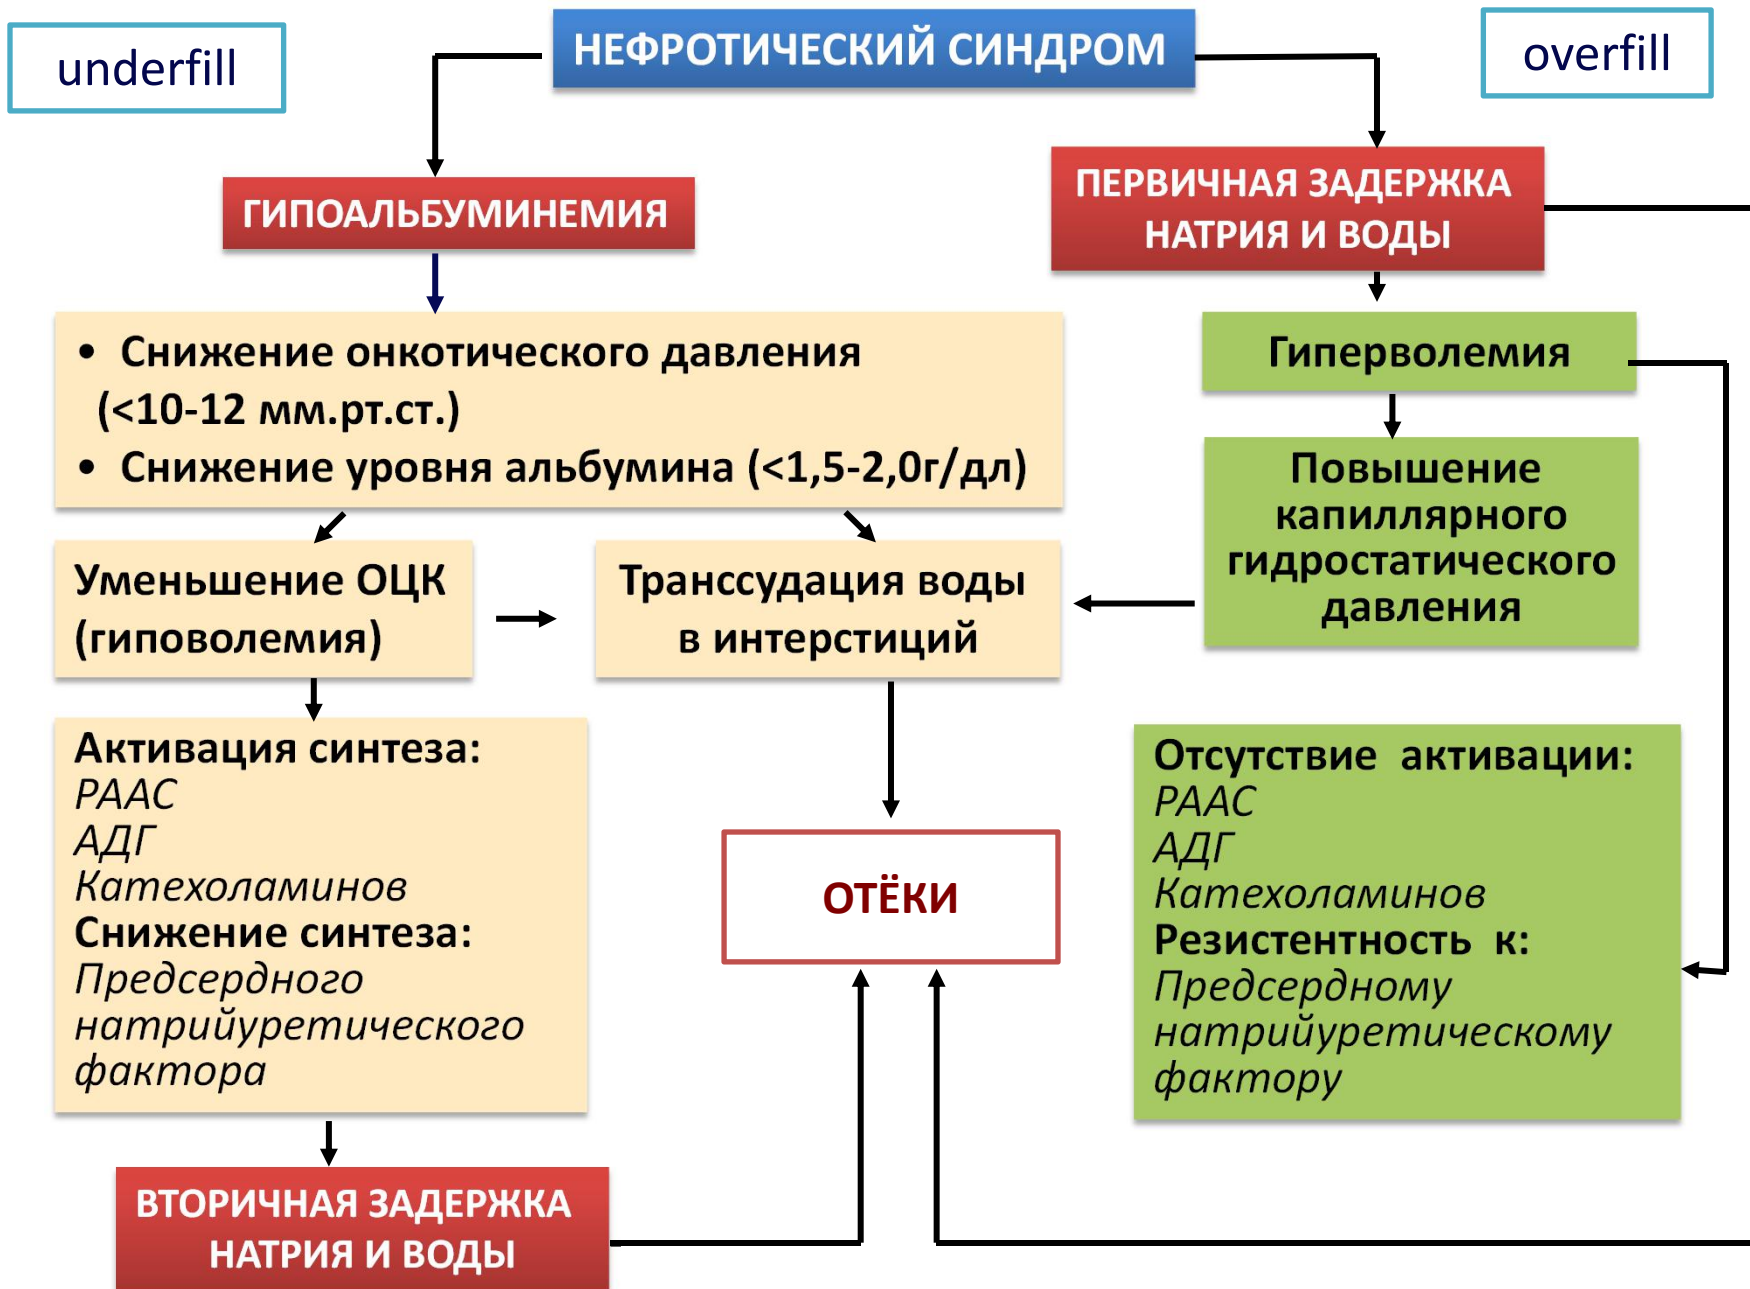 underfill
НЕФРОТИЧЕСКИЙ СИНДРОМ
overfill
ГИПОАЛЬБУМИНЕМИЯ
ПЕРВИЧНАЯ ЗАДЕРЖКА
НАТРИЯ И ВОДЫ
• Снижение онкотического давления
(<10-12 мм.рт.ст.)
• Снижение уровня альбумина (<1,5-2,0г/дл)
Гиперволемия
Повышение
капиллярного
гидростатического
давления
Уменьшение ОЦК
(гиповолемия)
Транссудация воды
в интерстиций
Активация синтеза:
РААС
АДГ
Катехоламинов
Снижение синтеза:
Предсердного
натрийуретического
фактора
ОТЁКИ
Отсутствие активации:
РААС
АДГ
Катехоламинов
Резистентность к:
Предсердному
натрийуретическому
фактору
ВТОРИЧНАЯ ЗАДЕРЖКА
НАТРИЯ И ВОДЫ